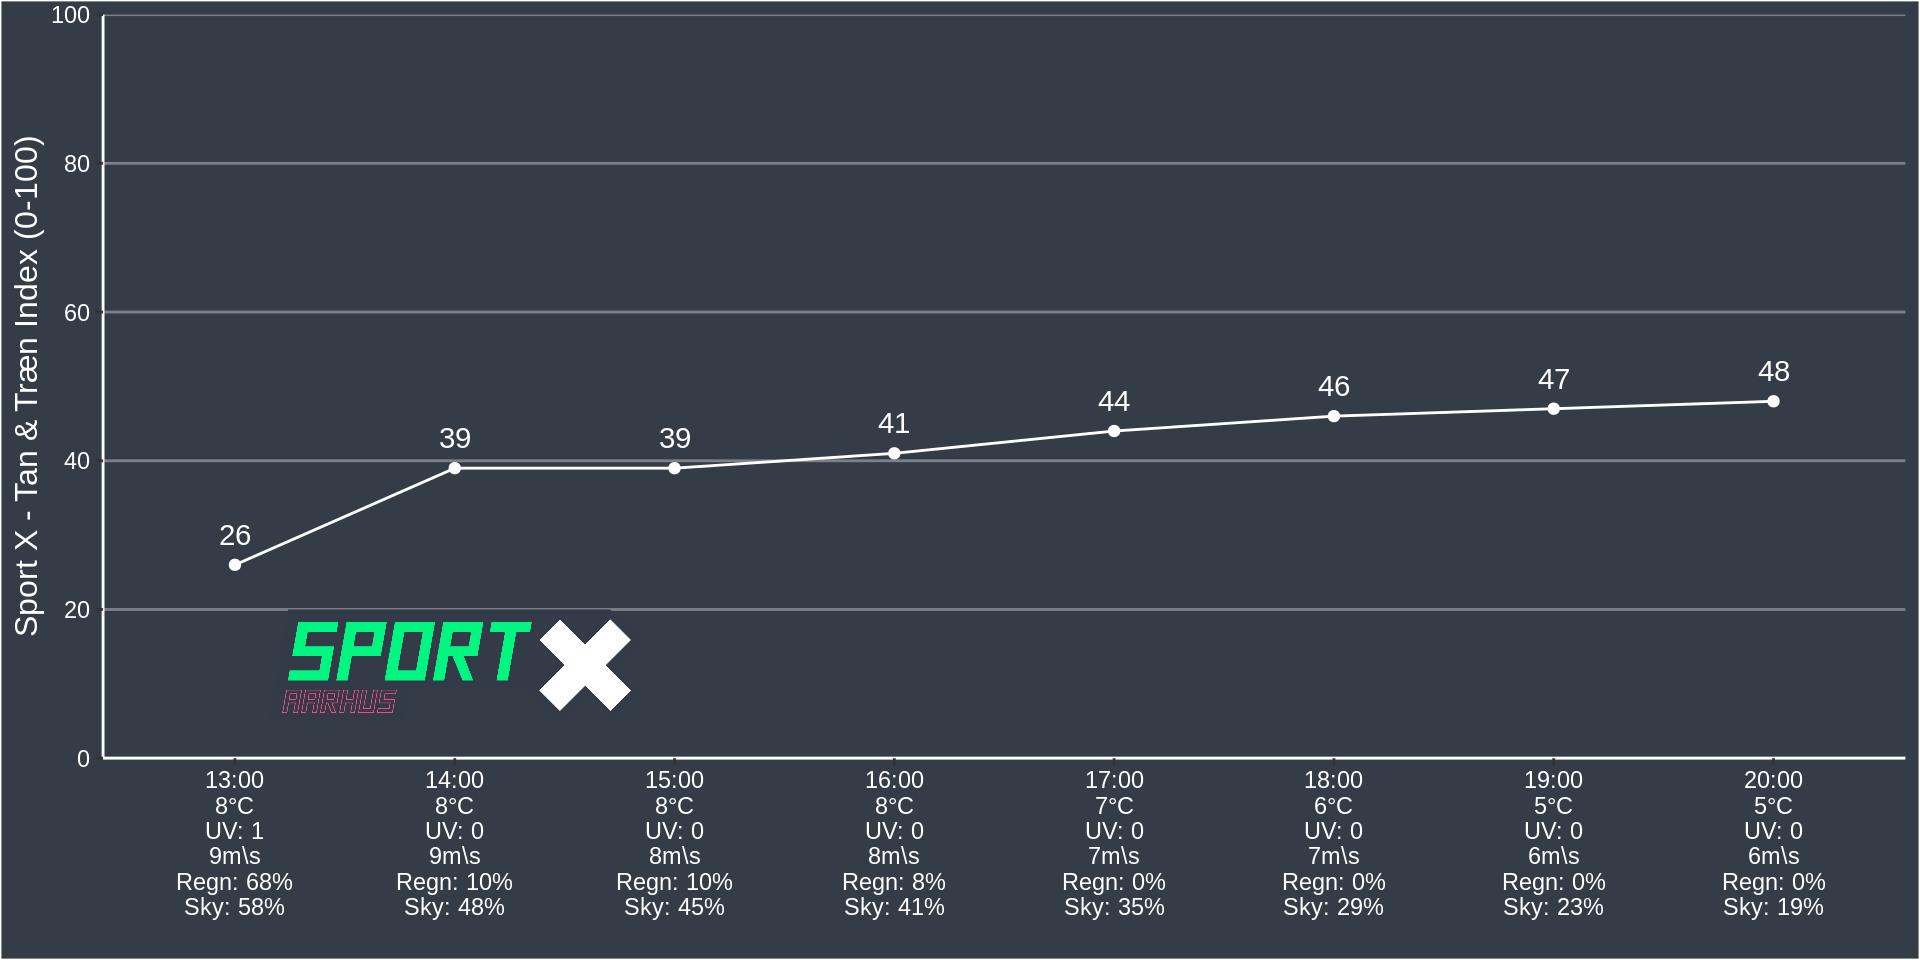 Sport X - Tan & Træn Index (0-100)
100
80
60
40
20
0
26
39
39
41
44
46
47
48
SPORT X
AARHUS
13:00 14:00 15:00 16:00 17:00 18:00 19:00 20:00
8°C 8°C 8°C 8°C 7°C 6°C 5°C 5°C
UV: 1 UV: 0 UV: 0 UV: 0 UV: 0 UV: 0 UV: 0 UV: 0
9m\s 9m\s 8m\s 8m\s 7m\s 7m\s 6m\s 6m\s
Regn: 68% Regn: 10% Regn: 10% Regn: 8% Regn: 0% Regn: 0% Regn: 0% Regn: 0%
Sky: 58% Sky: 48% Sky: 45% Sky: 41% Sky: 35% Sky: 29% Sky: 23% Sky: 19%